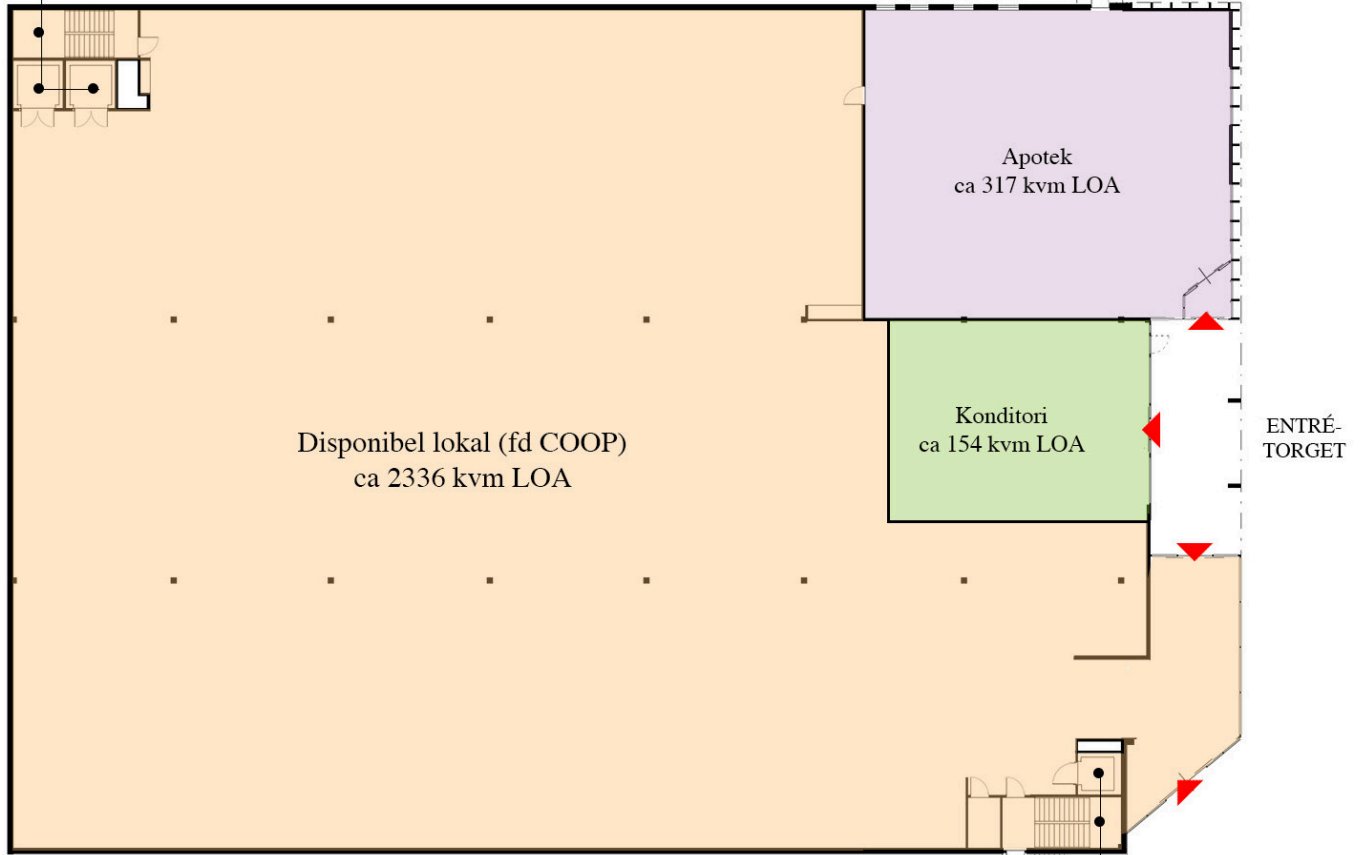 Apotek
ca 317 kvm LOA
Konditori
ca 154 kvm LOA
Disponibel lokal (fd COOP)
ca 2336 kvm LOA
ENTRÉ-
TORGET